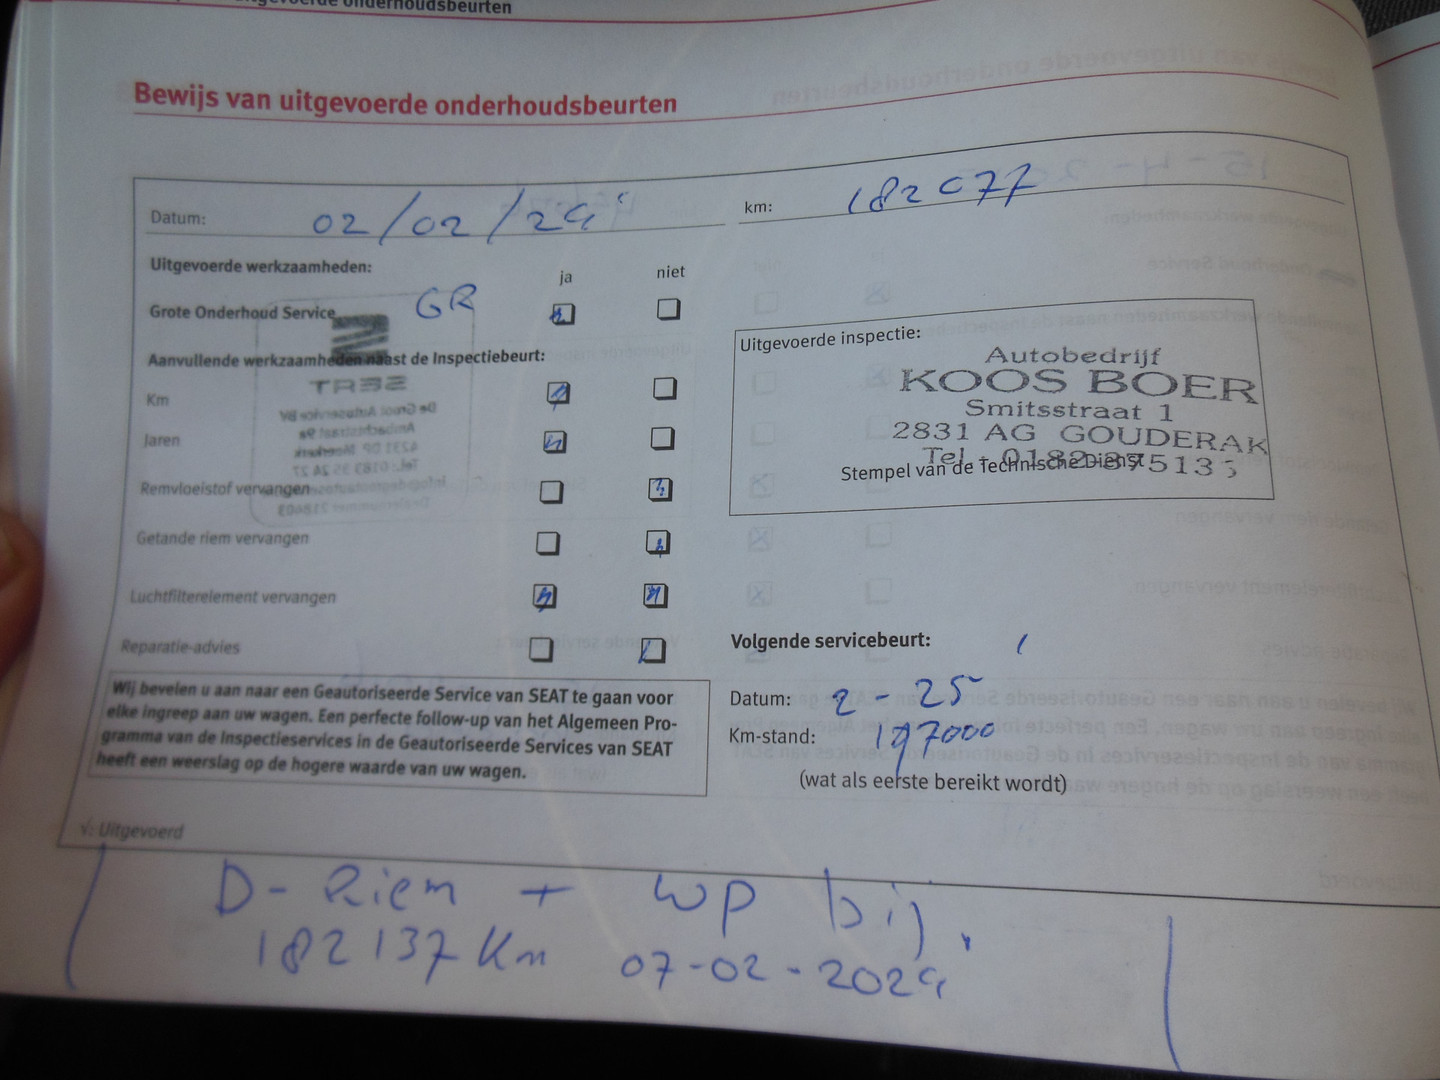 onderhoudsbeurten
Bewijs van uitgevoerde onderhoudsbeurten
Datum: 02/02/24 km: 182077
Uitgevoerde werkzaamheden: ja niet
Grote Onderhoud Service GR
Aanvullende werkzaamheden naast de Inspectiebeurt:
Km
Jaren
Remvloeistof vervangen
Getande riem vervangen
Luchtfilterelement vervangen
Reparatie-advies
Wij bevelen u aan naar een Geautoriseerde Service van SEAT te gaan voor
elke ingreep aan uw wagen. Een perfecte follow-up van het Algemeen Pro-
gramma van de Inspectieservices in de Geautoriseerde Services van SEAT
heeft een weerslag op de hogere waarde van uw wagen.
√: Uitgevoerd
Uitgevoerde inspectie:
Autobedrijf
KOOS BOER
Smitsstraat 1
2831 AG GOUDERAK
Tel.
Stempel van de Technische Dienst
Volgende servicebeurt:
Datum: 2-25
Km-stand: 197000
(wat als eerste bereikt wordt)
D-Riem + WP bij.
182137 Km 07-02-2024